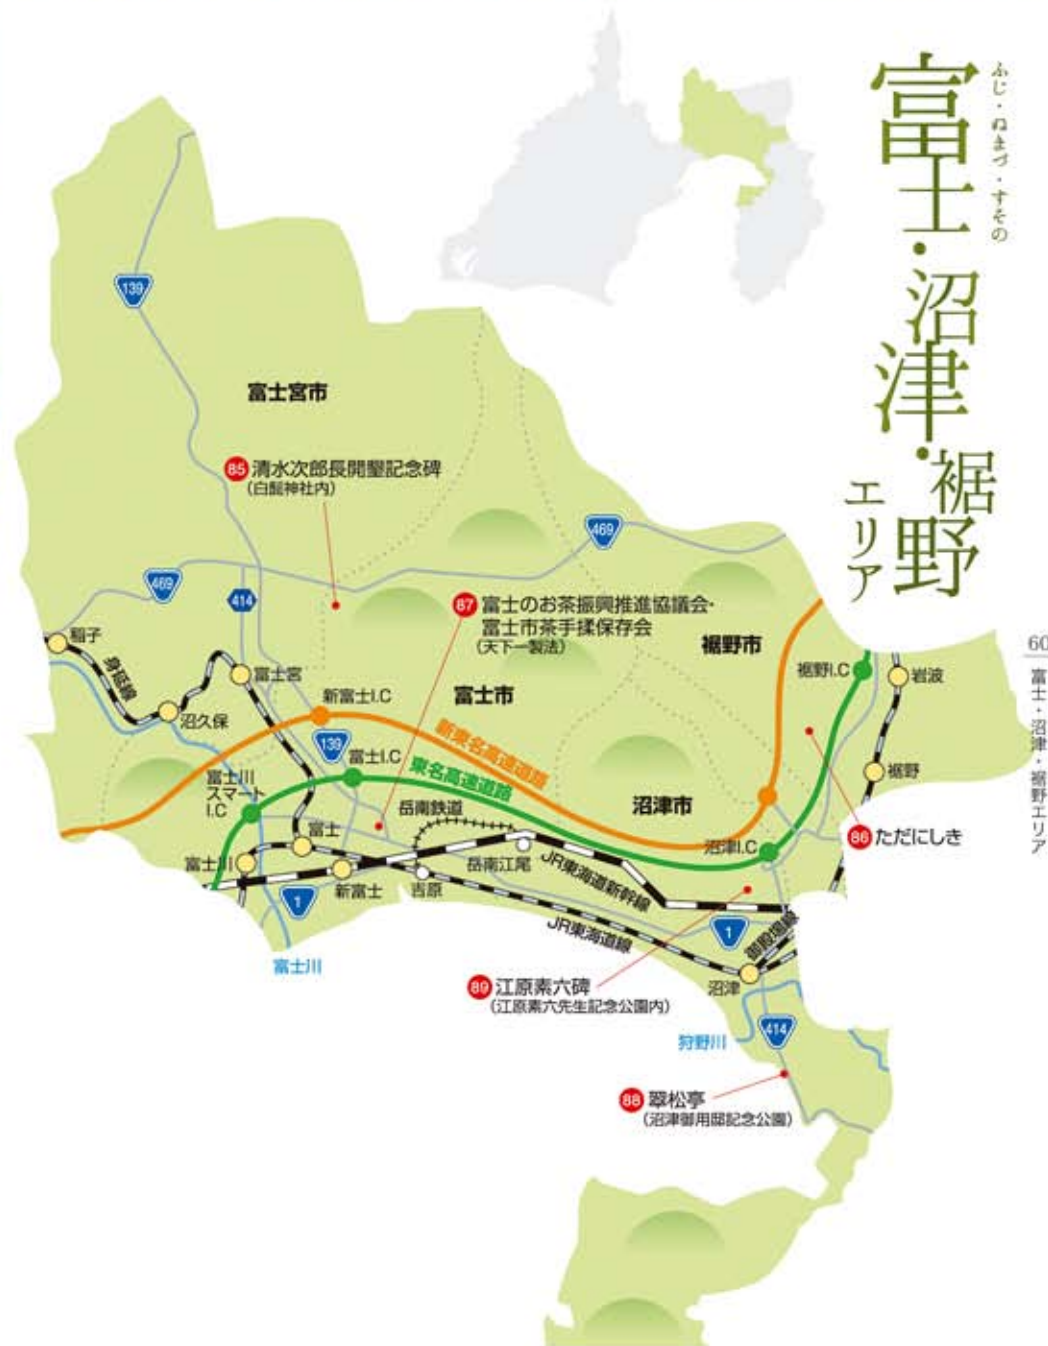 ふじ・ぬまづ・すその
富士・沼津・裾野
エリア
139
富士宮市
85 清水次郎長開墾記念碑
(白髭神社内)
469
469
414
87 富士のお茶振興推進協議会・
富士市茶手揉保存会
(天下一製法)
裾野市
60
富士・沼津・裾野エリア
稲子
身延線
富士宮
裾野I.C
岩波
新富士I.C
富士市
沼久保
139
新東名高速道路
富士I.C
東名高速道路
裾野
富士川
スマート
I.C
岳南鉄道
沼津市
86 ただにしき
富士
沼津I.C
富士川
新富士
吉原
岳南江尾
JR東海道新幹線
1
JR東海道線
1
御殿場線
富士川
沼津
89 江原素六碑
(江原素六先生記念公園内)
狩野川
414
88 翠松亭
(沼津御用邸記念公園)